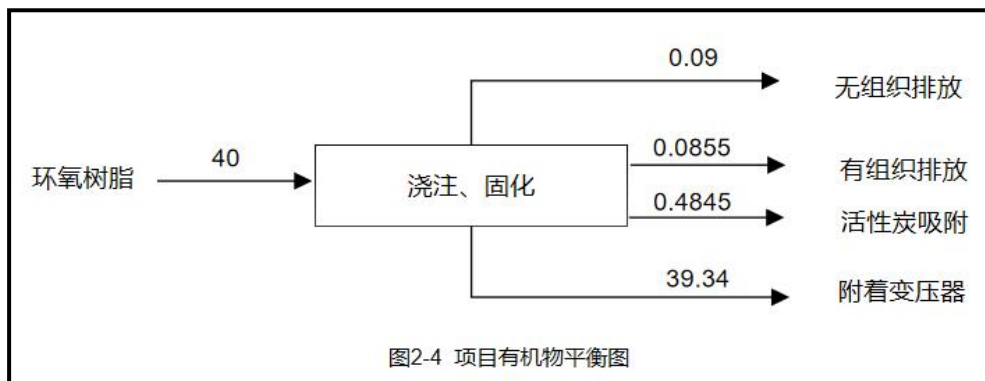 0.09
无组织排放
环氧树脂
40
浇注、固化
0.0855
有组织排放
0.4845
活性炭吸附
39.34
附着变压器
图2-4 项目有机物平衡图